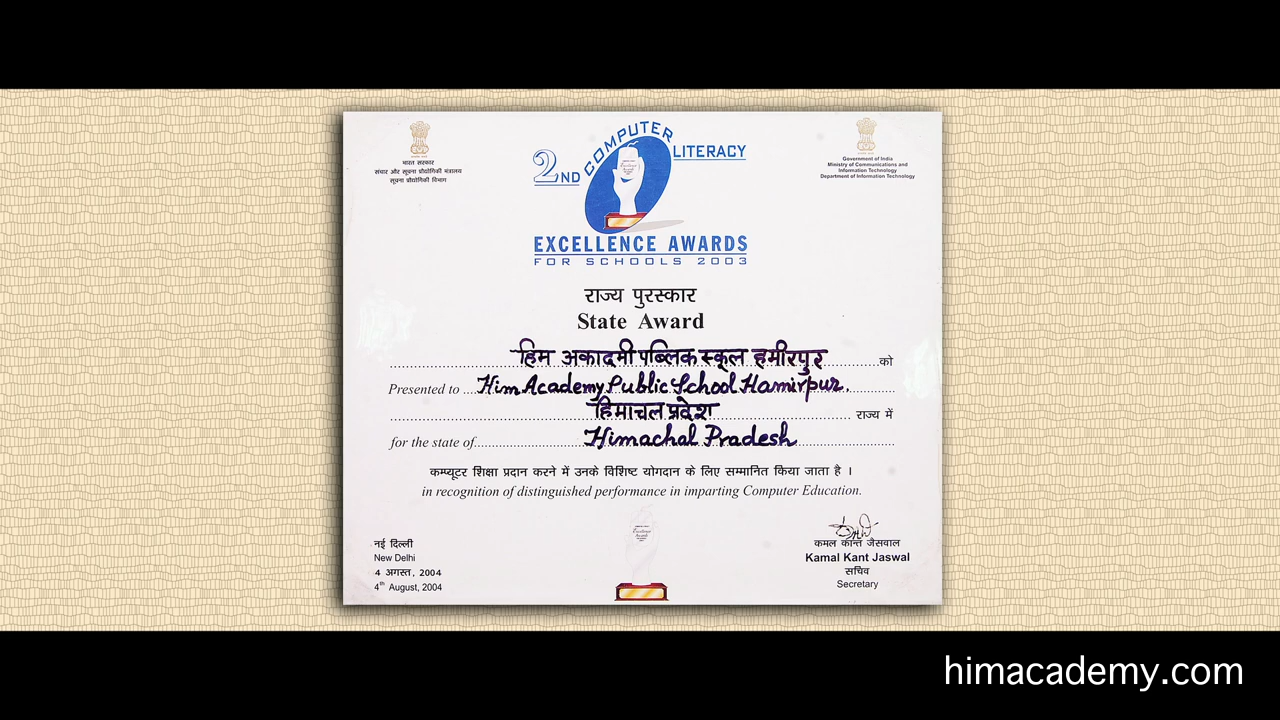 भारत सरकार
संचार और सूचना प्रौद्योगिकी मंत्रालय
सूचना प्रौद्योगिकी विभाग
2ND COMPUTER LITERACY
EXCELLENCE AWARDS
FOR SCHOOLS 2003
Government of India
Ministry of Communications and
Information Technology
Department of Information Technology
राज्य पुरस्कार
State Award
हिम अकादमी पब्लिक स्कूल हमीरपुर को
Presented to Him Academy Public School Hamirpur.
हिमाचल प्रदेश राज्य में
for the state of Himachal Pradesh
कम्प्यूटर शिक्षा प्रदान करने में उनके विशिष्ट योगदान के लिए सम्मानित किया जाता है ।
in recognition of distinguished performance in imparting Computer Education.
नई दिल्ली
New Delhi
4 अगस्त, 2004
4th August, 2004
कमल कान्त जैसवाल
Kamal Kant Jaswal
सचिव
Secretary
himacademy.com